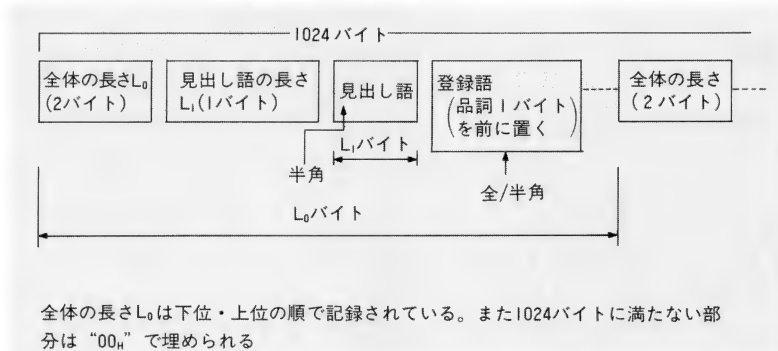 1024バイト
全体の長さL₀
(2バイト)
見出し語の長さ
L₁(1バイト)
見出し語
登録語
(品詞1バイト
を前に置く)
全体の長さ
(2バイト)
L₁バイト
半角
全/半角
L₀バイト
全体の長さL₀は下位・上位の順で記録されている。また1024バイトに満たない部
分は“00H”で埋められる